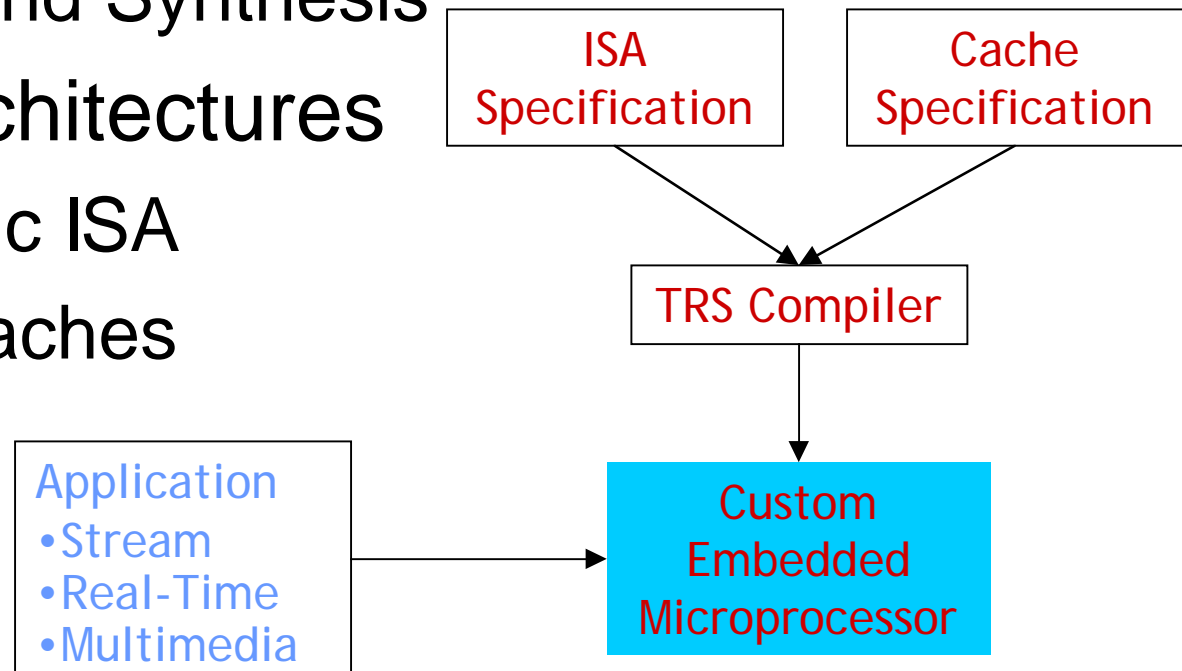 nd Synthesis
chitectures
c ISA
aches
ISA
Specification
Cache
Specification
TRS Compiler
Application
•Stream
•Real-Time
•Multimedia
Custom
Embedded
Microprocessor